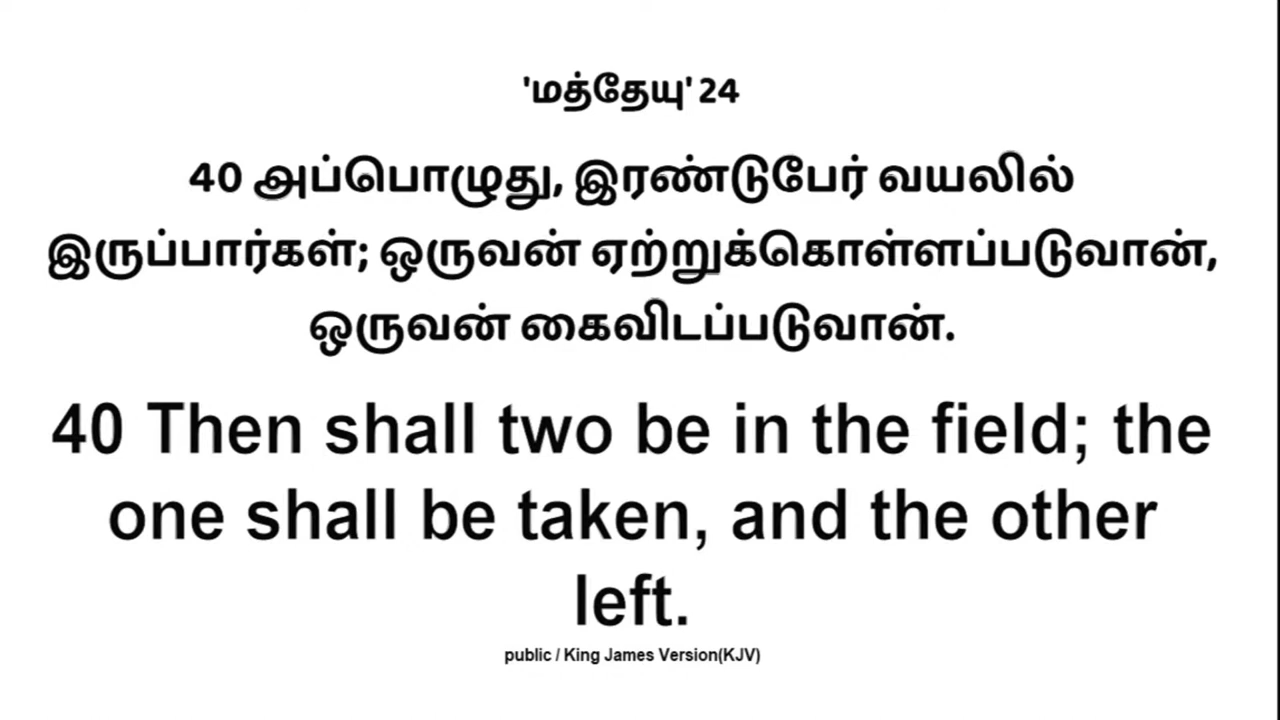 'மத்தேயு' 24
40 அப்பொழுது, இரண்டுபேர் வயலில்
இருப்பார்கள்; ஒருவன் ஏற்றுக்கொள்ளப்படுவான்,
ஒருவன் கைவிடப்படுவான்.
40 Then shall two be in the field; the
one shall be taken, and the other
left.
public / King James Version(KJV)